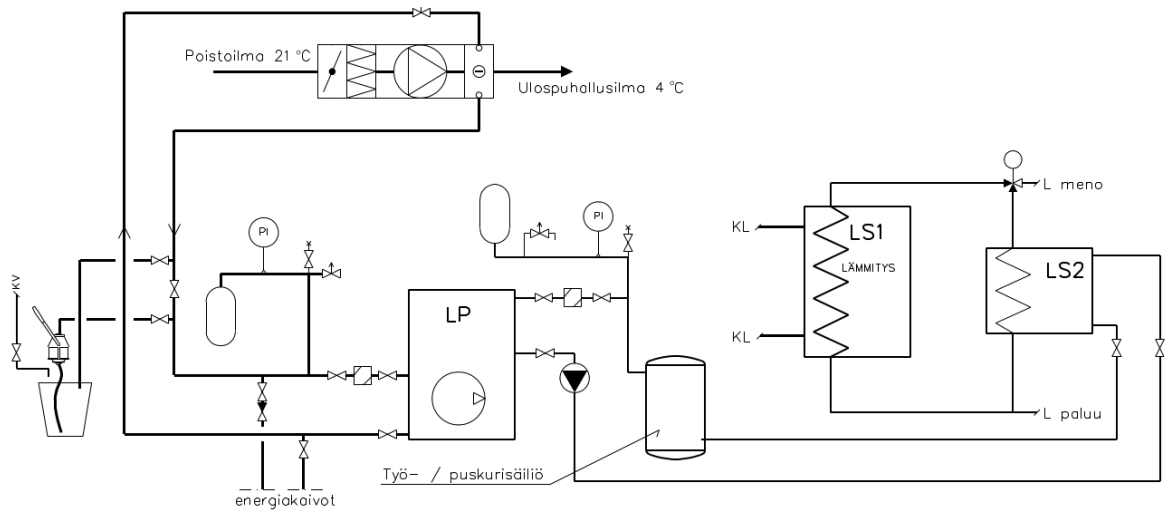 Poistoilma 21 °C
Ulospuhallusilma 4 °C
L meno
PI
PI
KL
LS1
LÄMMITYS
LS2
KV
LP
KL
L paluu
Työ- / puskurisäiliö
energiakaivot